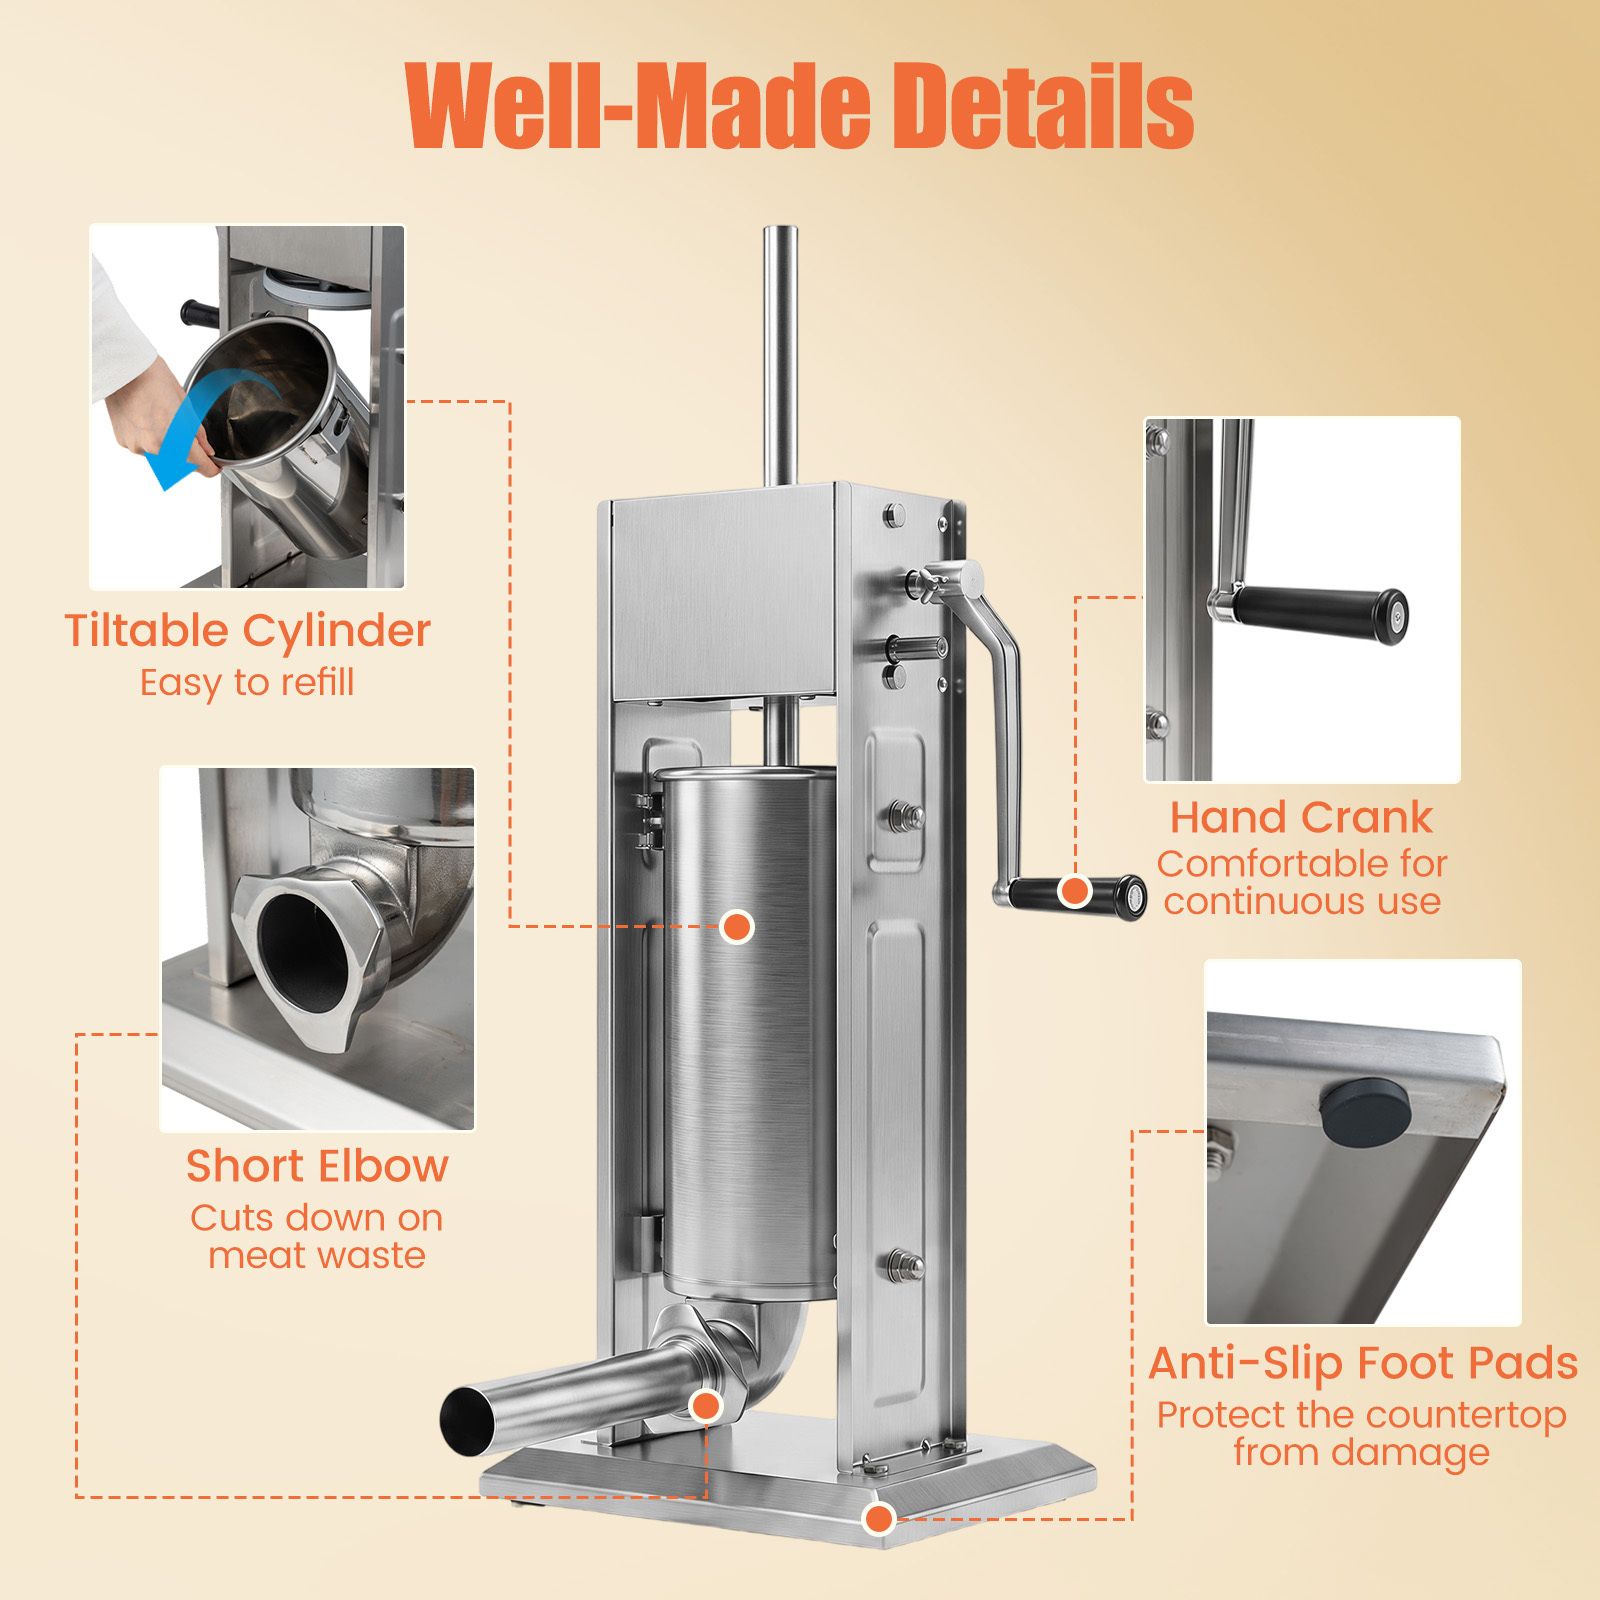 Well-Made Details
Tiltable Cylinder
Easy to refill
Hand Crank
Comfortable for
continuous use
Short Elbow
Cuts down on
meat waste
Anti-Slip Foot Pads
Protect the countertop
from damage